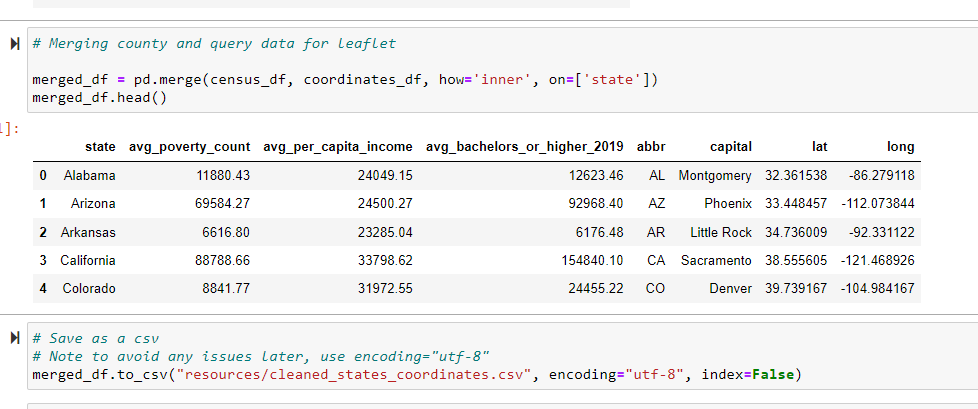 # Merging county and query data for leaflet
merged_df = pd.merge(census_df, coordinates_df, how='inner', on=['state'])
merged_df.head()
]:
state avg_poverty_count avg_per_capita_income avg_bachelors_or_higher_2019 abbr capital lat long
0 Alabama 11880.43 24049.15 12623.46 AL Montgomery 32.361538 -86.279118
1 Arizona 69584.27 24500.27 92968.40 AZ Phoenix 33.448457 -112.073844
2 Arkansas 6616.80 23285.04 6176.48 AR Little Rock 34.736009 -92.331122
3 California 88788.66 33798.62 154840.10 CA Sacramento 38.555605 -121.468926
4 Colorado 8841.77 31972.55 24455.22 CO Denver 39.739167 -104.984167
# Save as a csv
# Note to avoid any issues later, use encoding="utf-8"
merged_df.to_csv("resources/cleaned_states_coordinates.csv", encoding="utf-8", index=False)